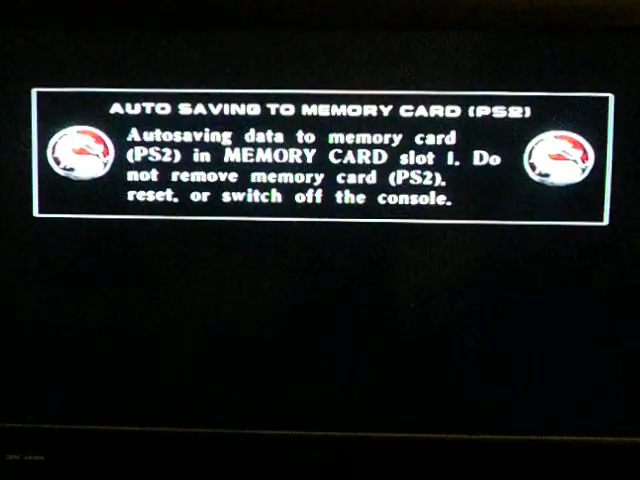 AUTO SAVING TO MEMORY CARD (PS2)
Autosaving data to memory card
(PS2) in MEMORY CARD slot 1. Do
not remove memory card (PS2),
reset, or switch off the console.